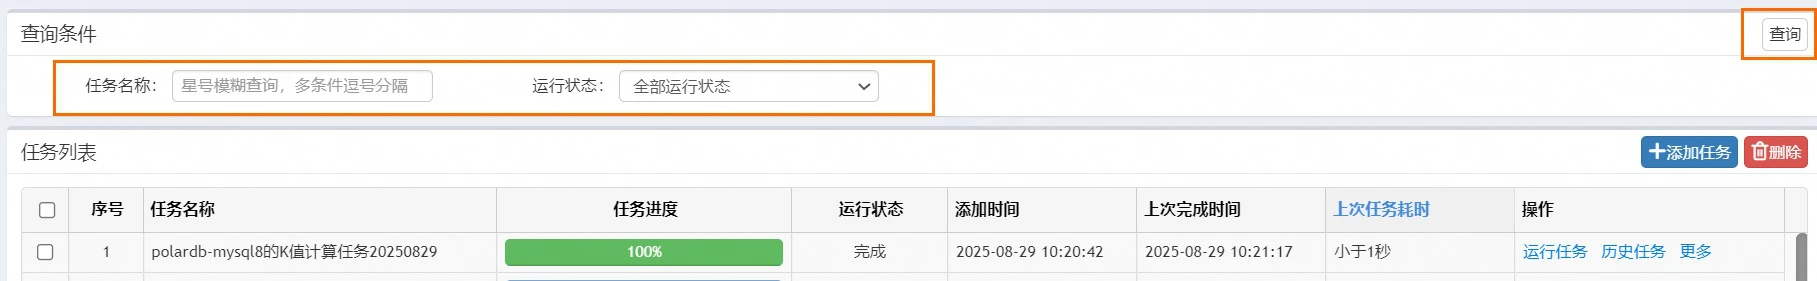 查询条件
查询
任务名称： 星号模糊查询，多条件逗号分隔 运行状态： 全部运行状态
任务列表 添加任务 删除
序号 任务名称 任务进度 运行状态 添加时间 上次完成时间 上次任务耗时 操作
1 polardb-mysql8的K值计算任务20250829 100% 完成 2025-08-29 10:20:42 2025-08-29 10:21:17 小于1秒 运行任务 历史任务 更多